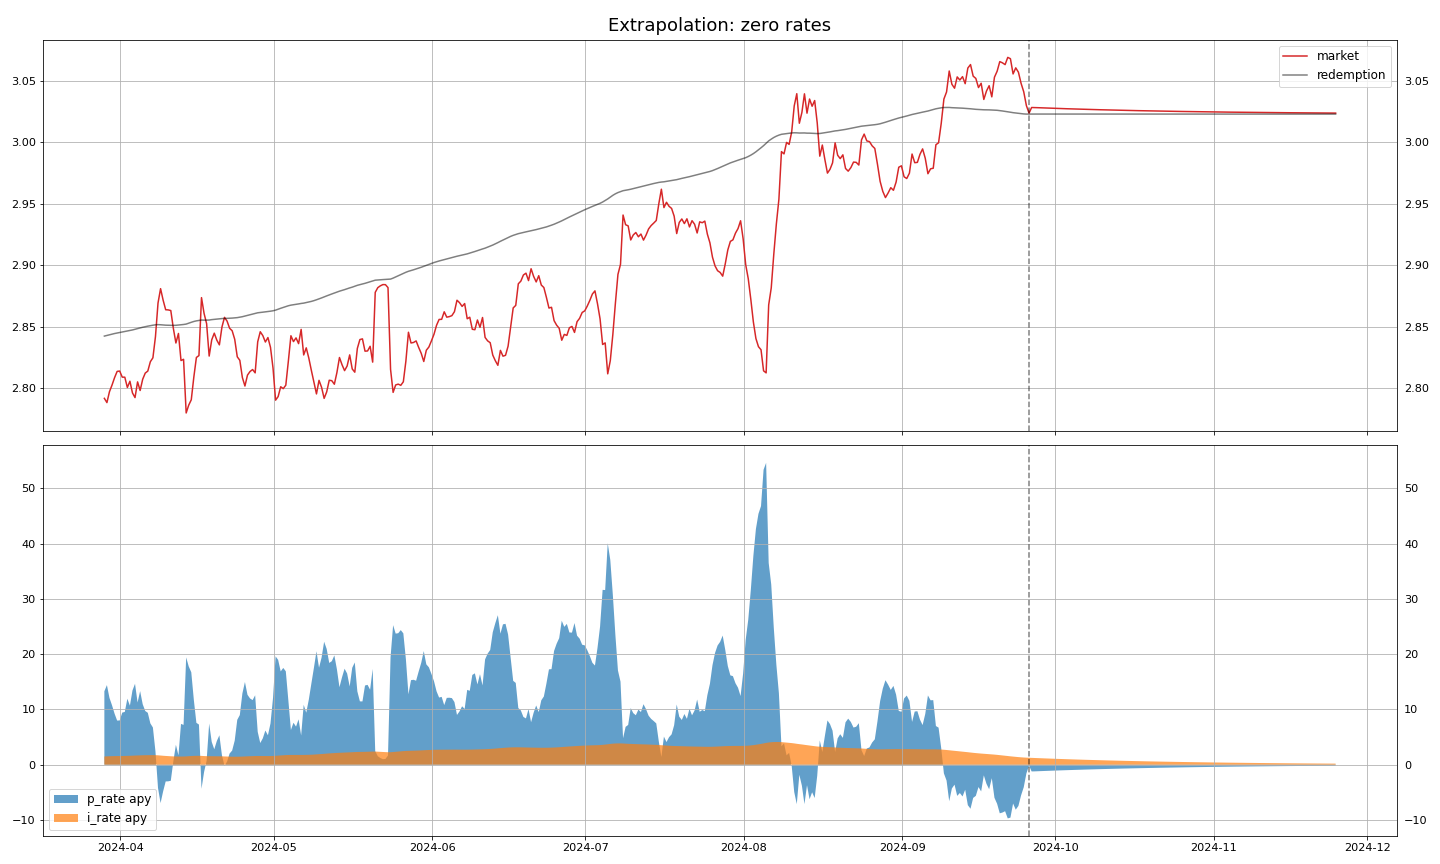 Extrapolation: zero rates
market
redemption
3.05 3.05
3.00 3.00
2.95 2.95
2.90 2.90
2.85 2.85
2.80 2.80
50 50
40 40
30 30
20 20
10 10
0 0
−10 −10
p_rate apy
i_rate apy
2024-04 2024-05 2024-06 2024-07 2024-08 2024-09 2024-10 2024-11 2024-12